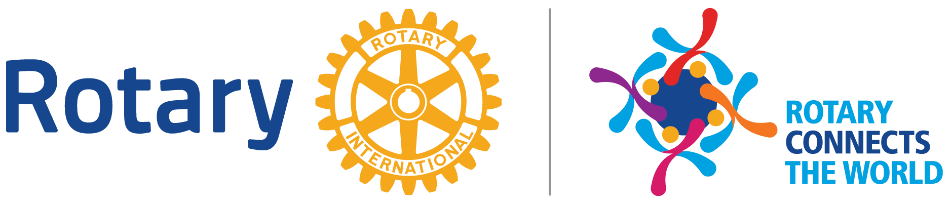 Rotary
ROTARY
INTERNATIONAL
ROTARY
CONNECTS
THE WORLD